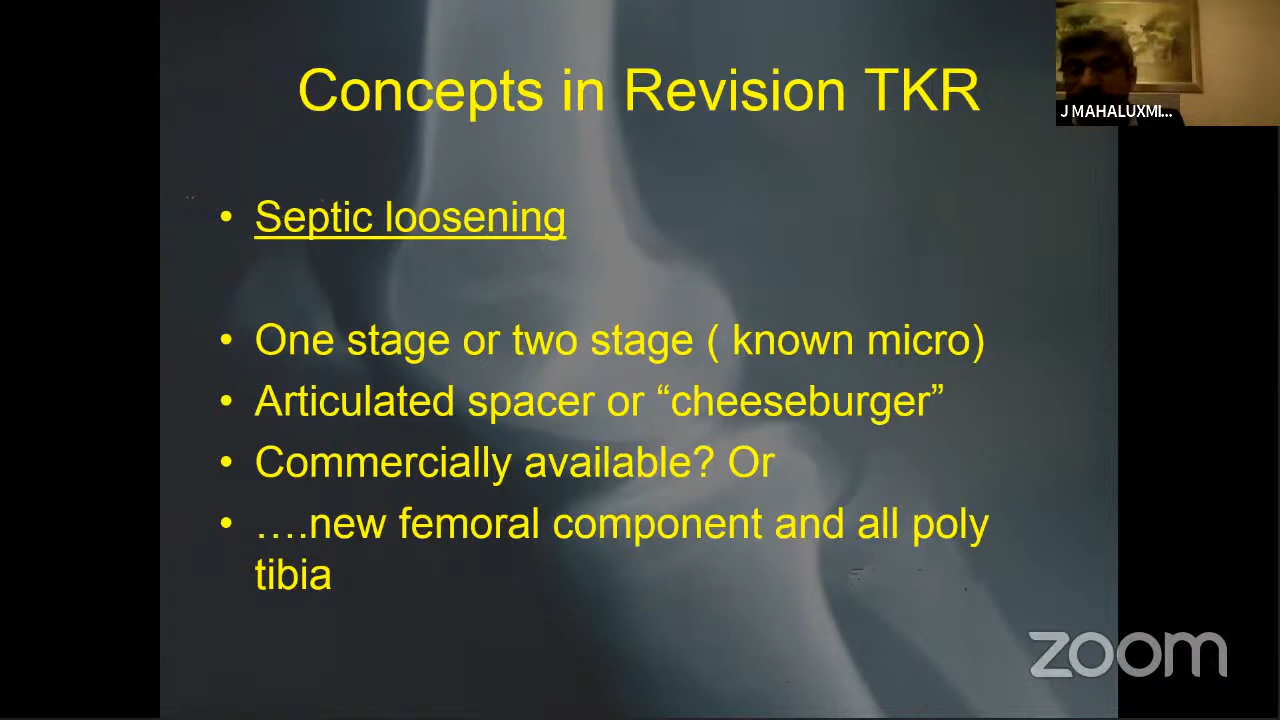 Concepts in Revision TKR
J MAHALUXMI...
• Septic loosening
• One stage or two stage ( known micro)
• Articulated spacer or “cheeseburger”
• Commercially available? Or
• ….new femoral component and all poly
tibia
zoom